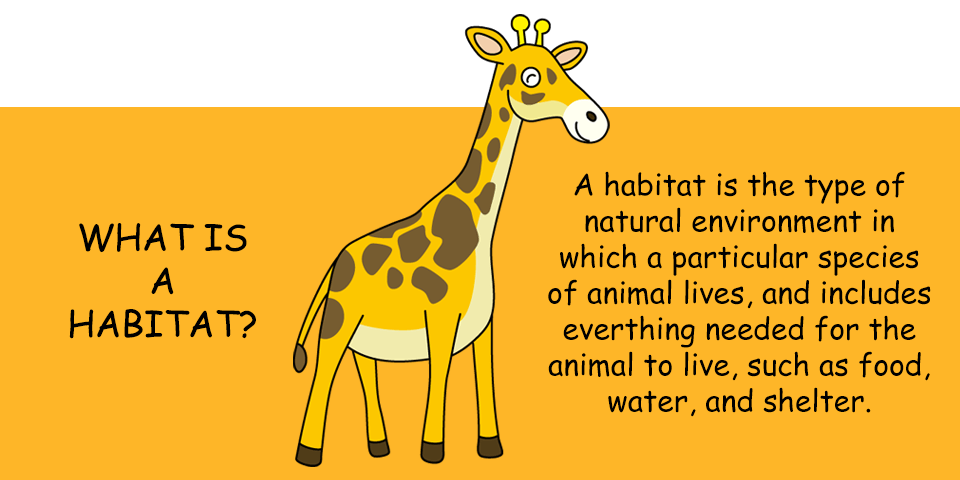 WHAT IS
A
HABITAT?
A habitat is the type of
natural environment in
which a particular species
of animal lives, and includes
everthing needed for the
animal to live, such as food,
water, and shelter.